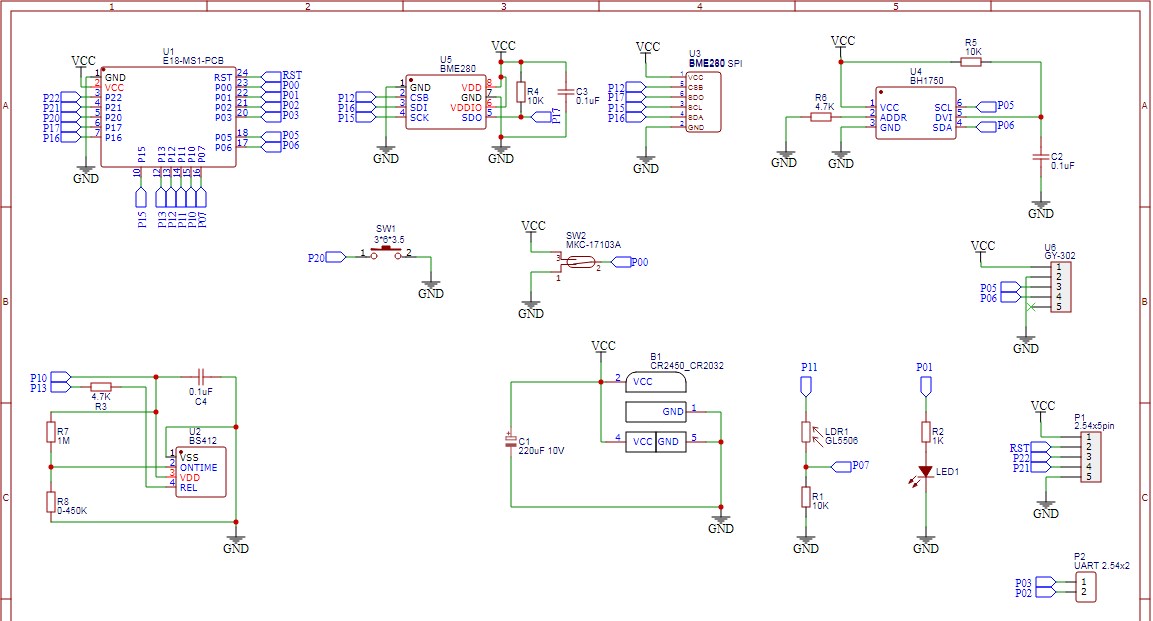 1 2 3 4 5
A
B
C
A
B
C
VCC
U1
E18-MS1-PCB
1 GND
2 VCC
P22 3 P22
P21 4 P21
P20 5 P20
P17 6 P17
P16 7 P16
RST 24 RST
P00 23 P00
P01 22 P01
P02 21 P02
P03 20 P03
P05 18 P05
P06 17 P06
P15 P13 P12 P11 P10 P07
10 12 13 14 15 16
P15 P13 P12 P11 P10 P07
GND
U5
BME280
1 GND
P12 2 CSB
P16 3 SDI
P15 4 SCK
VDD 8
GND 7
VDDIO 6
SDO 5
VCC
R4
10K
C3
0.1uF
P17
GND
GND
VCC
U3
BME280 SPI
1 VCC
P12 6 CSB
P17 5 SDO
P15 3 SCL
P16 4 SDA
2 GND
GND
VCC
R5
10K
U4
BH1750
R6
4.7K
1 VCC
2 ADDR
3 GND
SCL 6 P05
DVI 5
SDA 4 P06
C2
0.1uF
GND
GND
GND
SW1
3*6*3.5
P20 1 2
GND
VCC
SW2
MKC-17103A
3
2 P00
1
GND
VCC
U6
GY-302
1
2
P05 3
P06 4
5
GND
P10
P13
4.7K
R3
0.1uF
C4
R7
1M
U2
BS412
1 VSS
2 ONTIME
3 VDD
4 REL
R8
0-450K
GND
VCC
B1
CR2450_CR2032
2 VCC
GND 1
4 VCC GND 5
C1
220uF 10V
GND
P11
LDR1
GL5506
P07
R1
10K
GND
P01
R2
1K
LED1
GND
VCC
P1
2.54x5pin
1
RST 2
P22 3
P21 4
5
GND
P2
UART 2.54x2
P03 1
P02 2